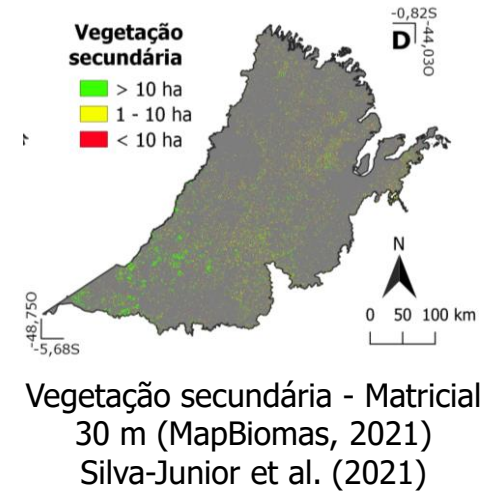 Vegetação
secundária
> 10 ha
1 - 10 ha
< 10 ha
-0,82S
D
-44,03O
N
0 50 100 km
-48,75O
-5,68S
Vegetação secundária - Matricial
30 m (MapBiomas, 2021)
Silva-Junior et al. (2021)